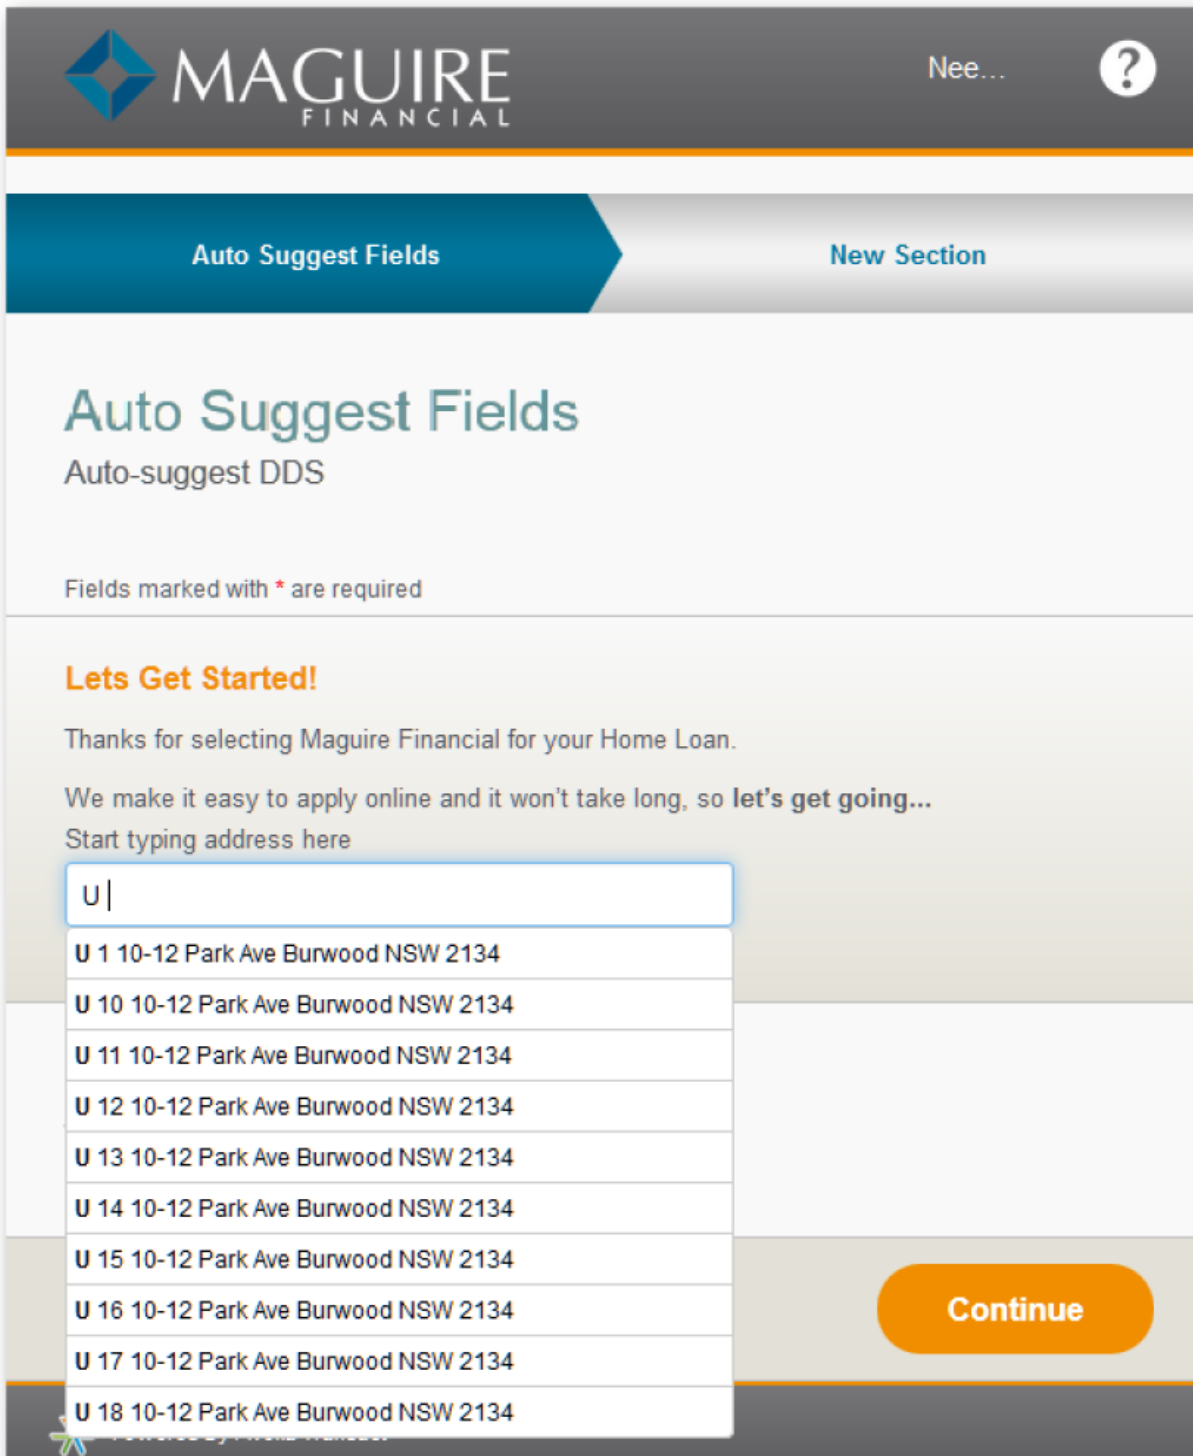 MAGUIRE
FINANCIAL
Nee...
?
Auto Suggest Fields
New Section
Auto Suggest Fields
Auto-suggest DDS
Fields marked with * are required
Lets Get Started!
Thanks for selecting Maguire Financial for your Home Loan.
We make it easy to apply online and it won't take long, so let's get going...
Start typing address here
U
U 1 10-12 Park Ave Burwood NSW 2134
U 10 10-12 Park Ave Burwood NSW 2134
U 11 10-12 Park Ave Burwood NSW 2134
U 12 10-12 Park Ave Burwood NSW 2134
U 13 10-12 Park Ave Burwood NSW 2134
U 14 10-12 Park Ave Burwood NSW 2134
U 15 10-12 Park Ave Burwood NSW 2134
U 16 10-12 Park Ave Burwood NSW 2134
U 17 10-12 Park Ave Burwood NSW 2134
U 18 10-12 Park Ave Burwood NSW 2134
Continue